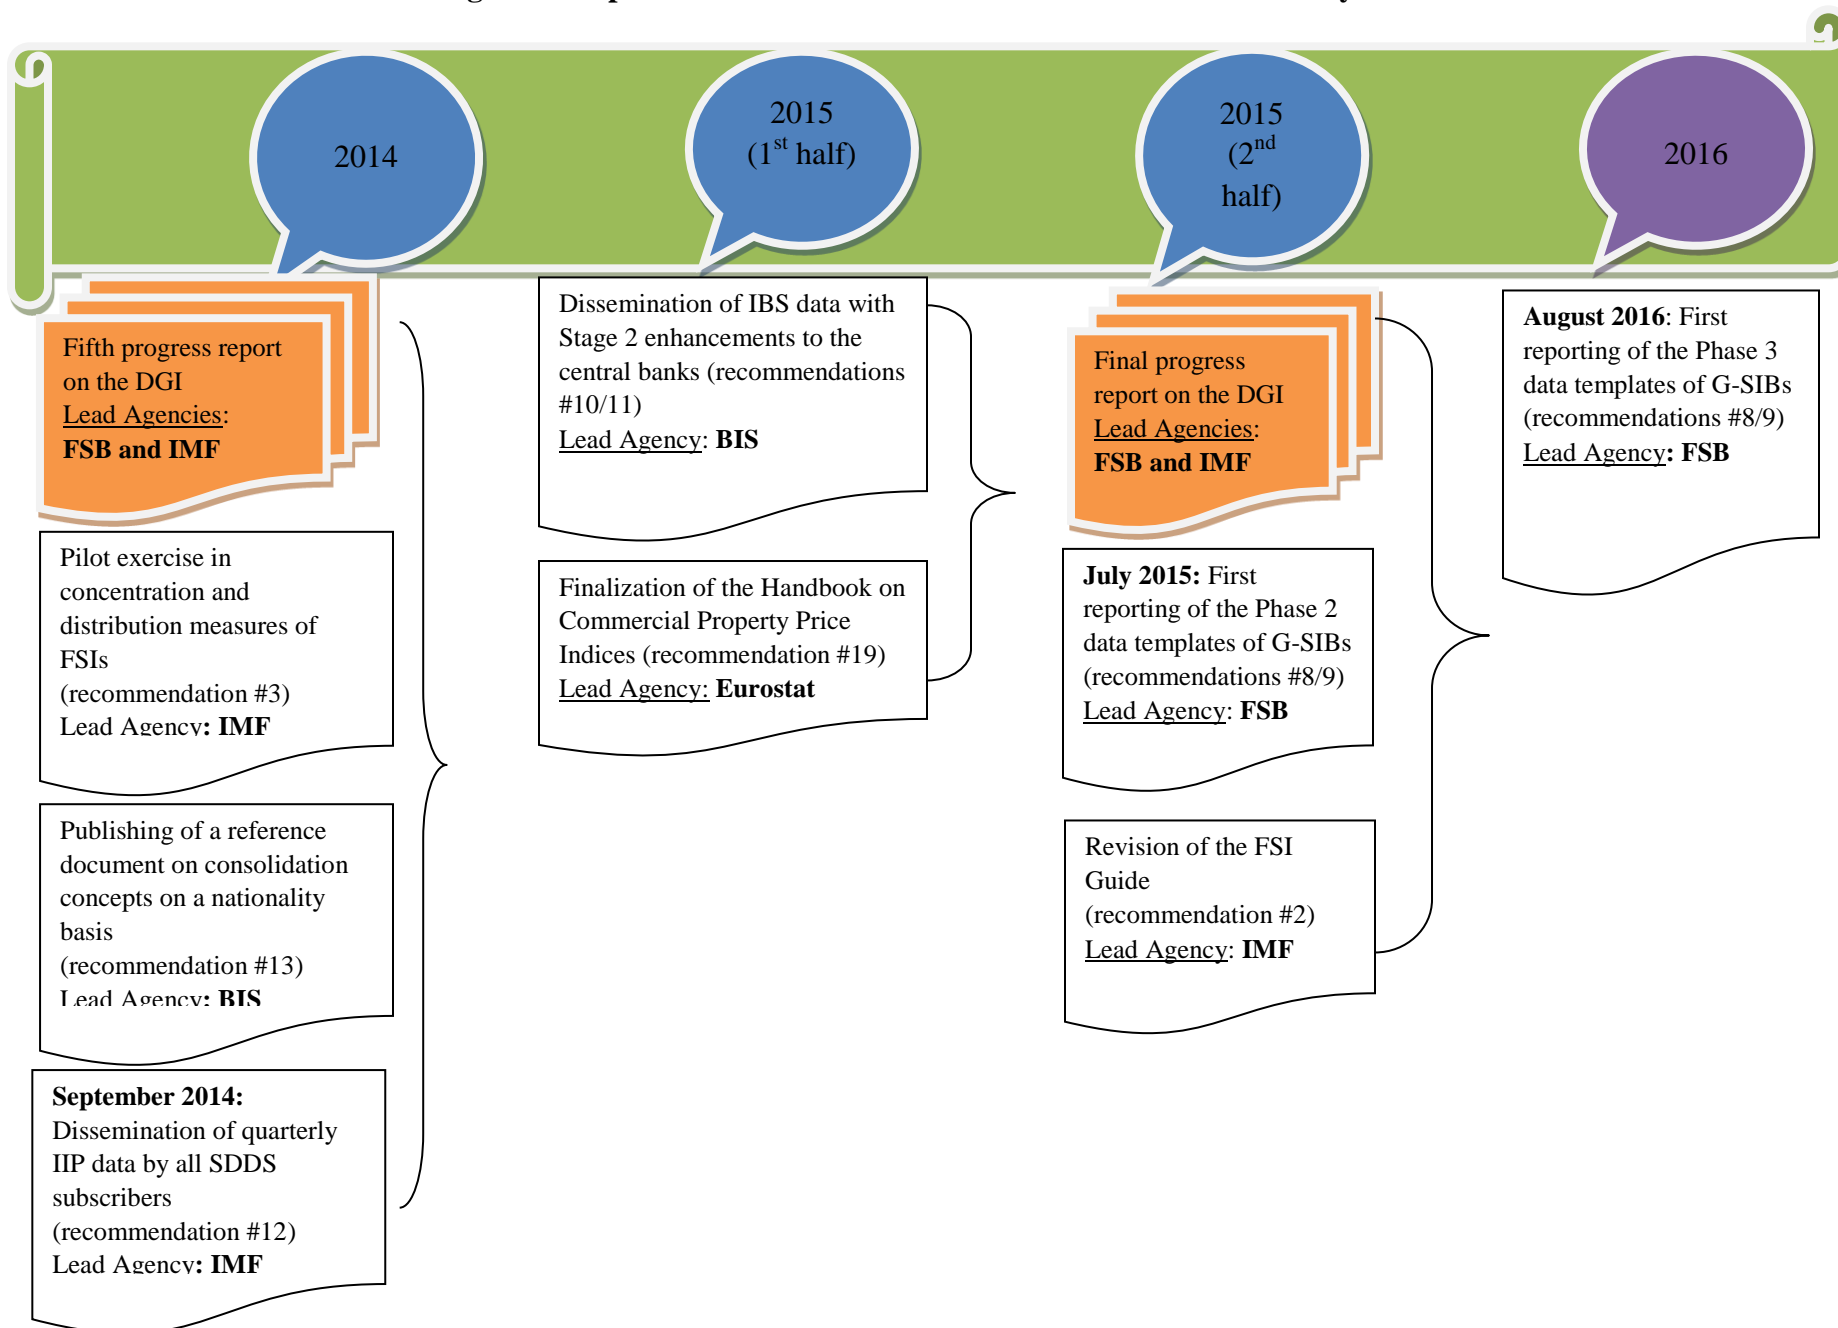 2014
2015
(1st half)
2015
(2nd
half)
2016
Fifth progress report
on the DGI
Lead Agencies:
FSB and IMF
Pilot exercise in
concentration and
distribution measures of
FSIs
(recommendation #3)
Lead Agency: IMF
Publishing of a reference
document on consolidation
concepts on a nationality
basis
(recommendation #13)
Lead Agency: BIS
September 2014:
Dissemination of quarterly
IIP data by all SDDS
subscribers
(recommendation #12)
Lead Agency: IMF
Dissemination of IBS data with
Stage 2 enhancements to the
central banks (recommendations
#10/11)
Lead Agency: BIS
Finalization of the Handbook on
Commercial Property Price
Indices (recommendation #19)
Lead Agency: Eurostat
Final progress
report on the DGI
Lead Agencies:
FSB and IMF
July 2015: First
reporting of the Phase 2
data templates of G-SIBs
(recommendations #8/9)
Lead Agency: FSB
Revision of the FSI
Guide
(recommendation #2)
Lead Agency: IMF
August 2016: First
reporting of the Phase 3
data templates of G-SIBs
(recommendations #8/9)
Lead Agency: FSB